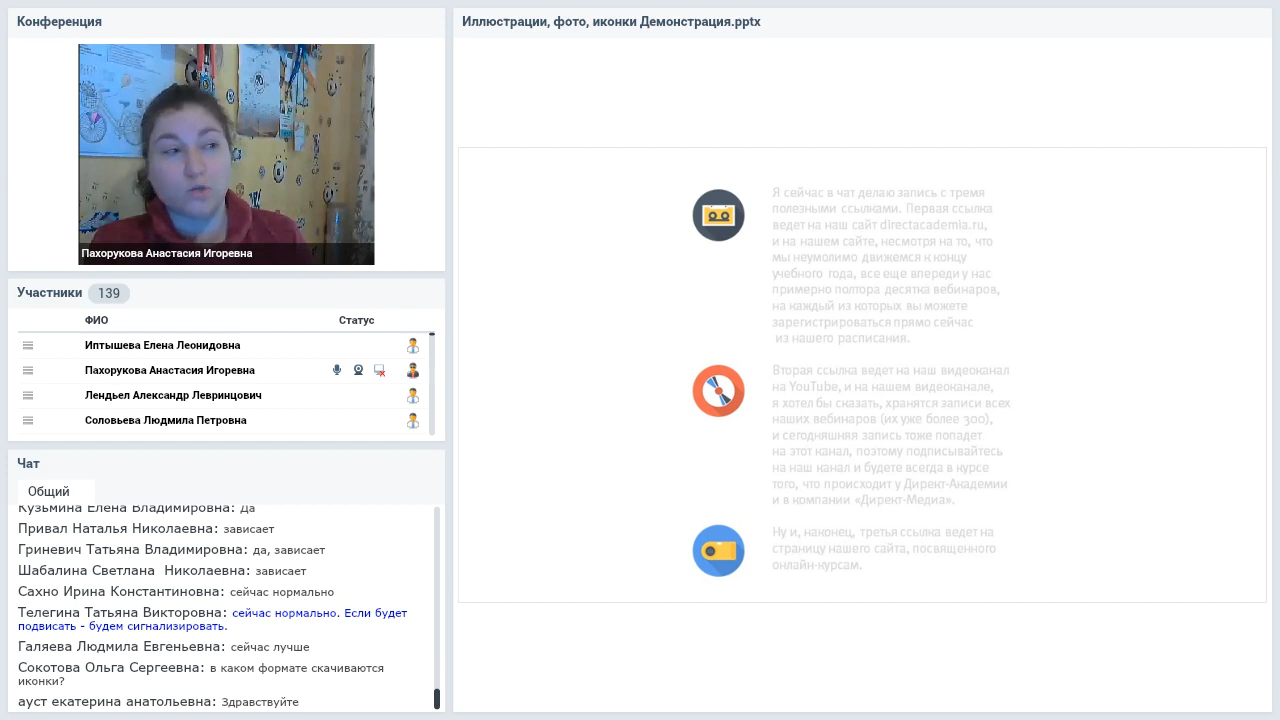 Конференция
Пахорукова Анастасия Игоревна
Участники 139
ФИО Статус
Иптышева Елена Леонидовна
Пахорукова Анастасия Игоревна
Лендьел Александр Левринцович
Соловьева Людмила Петровна
Чат
Общий
Кузьмина Елена Владимировна: Да
Привал Наталья Николаевна: зависает
Гриневич Татьяна Владимировна: да, зависает
Шабалина Светлана Николаевна: зависает
Сахно Ирина Константиновна: сейчас нормально
Телегина Татьяна Викторовна: сейчас нормально. Если будет
подвисать - будем сигнализировать.
Галяева Людмила Евгеньевна: сейчас лучше
Сокотова Ольга Сергеевна: в каком формате скачиваются
иконки?
ауст екатерина анатольевна: Здравствуйте
Иллюстрации, фото, иконки Демонстрация.pptx
Я сейчас в чат делаю запись с тремя
полезными ссылками. Первая ссылка
ведет на наш сайт directacademia.ru,
и на нашем сайте, несмотря на то, что
мы неумолимо движемся к концу
учебного года, все еще впереди у нас
примерно полтора десятка вебинаров,
на каждый из которых вы можете
зарегистрироваться прямо сейчас
из нашего расписания.
Вторая ссылка ведет на наш видеоканал
на YouTube, и на нашем видеоканале,
я хотел бы сказать, хранятся записи всех
наших вебинаров (их уже более 300),
и сегодняшняя запись тоже попадет
на этот канал, поэтому подписывайтесь
на наш канал и будете всегда в курсе
того, что происходит у Директ-Академии
и в компании «Директ-Медиа».
Ну и, наконец, третья ссылка ведет на
страницу нашего сайта, посвященного
онлайн-курсам.